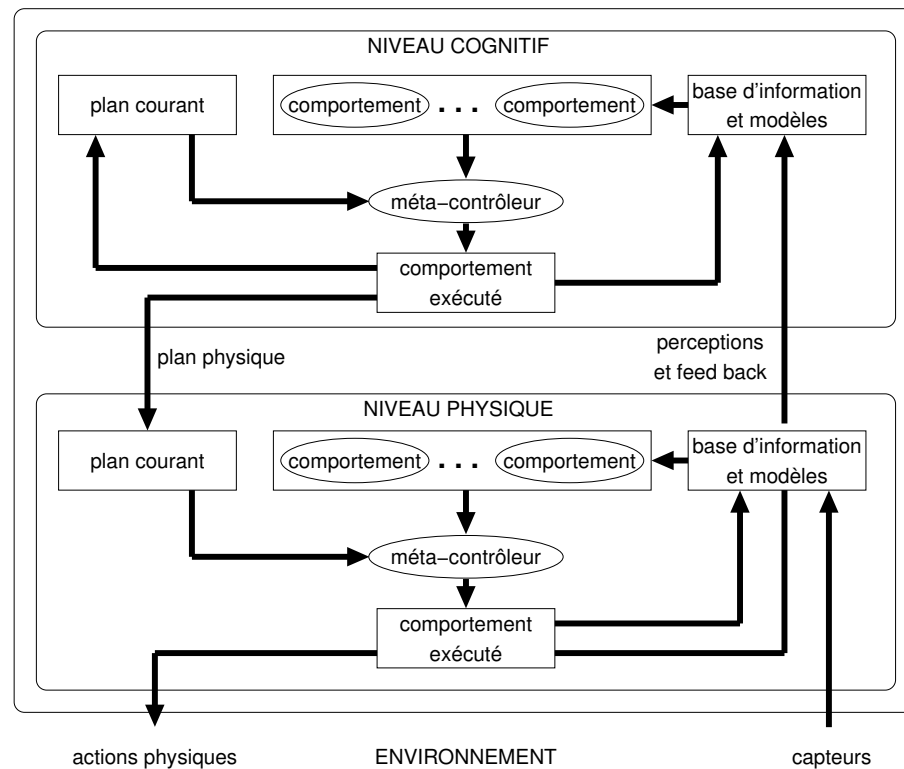 NIVEAU COGNITIF
plan courant
comportement . . . comportement
base d'information
et modèles
méta−contrôleur
comportement
exécuté
plan physique
perceptions
et feed back
NIVEAU PHYSIQUE
plan courant
comportement . . . comportement
base d'information
et modèles
méta−contrôleur
comportement
exécuté
actions physiques
ENVIRONNEMENT
capteurs